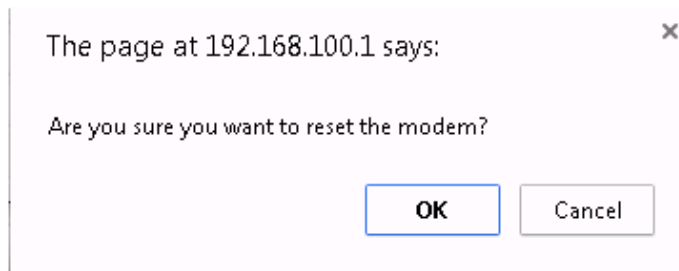 The page at 192.168.100.1 says:
Are you sure you want to reset the modem?
OK
Cancel